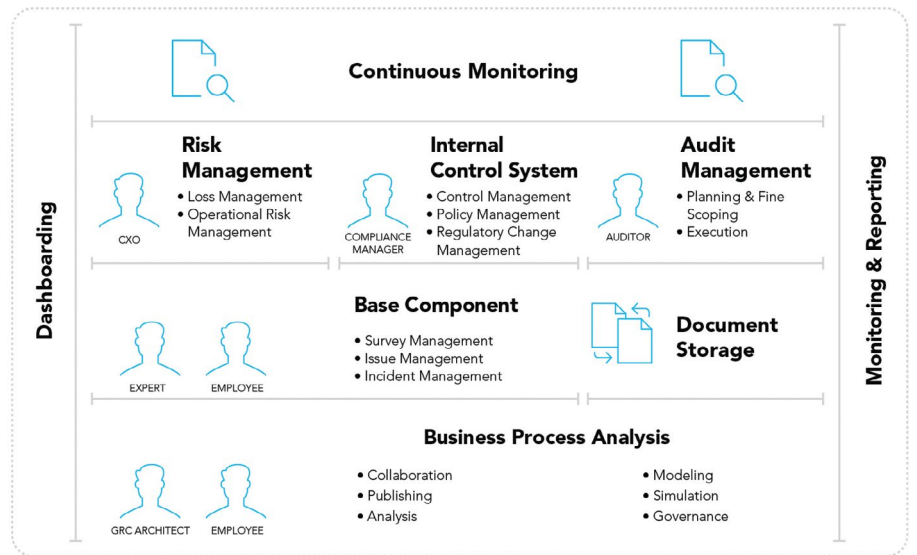 Continuous Monitoring
Dashboarding
Risk
Management
• Loss Management
• Operational Risk
Management
CXO
Internal
Control System
• Control Management
• Policy Management
• Regulatory Change
Management
COMPLIANCE
MANAGER
Audit
Management
• Planning & Fine
Scoping
• Execution
AUDITOR
Base Component
• Survey Management
• Issue Management
• Incident Management
EXPERT
EMPLOYEE
Document
Storage
Business Process Analysis
• Collaboration
• Publishing
• Analysis
• Modeling
• Simulation
• Governance
GRC ARCHITECT
EMPLOYEE
Monitoring & Reporting